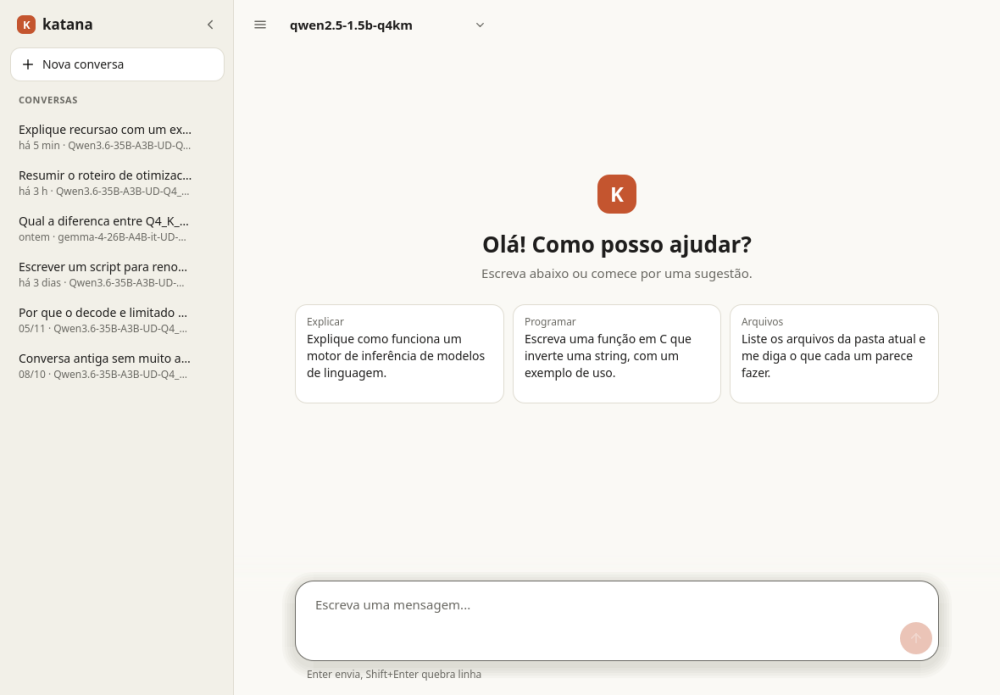 K katana
Nova conversa
CONVERSAS
Explique recursao com um ex...
há 5 min · Qwen3.6-35B-A3B-UD-Q...
Resumir o roteiro de otimizac...
há 3 h · Qwen3.6-35B-A3B-UD-Q4_...
Qual a diferenca entre Q4_K_...
ontem · gemma-4-26B-A4B-it-UD-...
Escrever um script para reno...
há 3 dias · Qwen3.6-35B-A3B-UD-...
Por que o decode e limitado ...
05/11 · Qwen3.6-35B-A3B-UD-Q4_...
Conversa antiga sem muito a...
08/10 · Qwen3.6-35B-A3B-UD-Q4_...
qwen2.5-1.5b-q4km
K
Olá! Como posso ajudar?
Escreva abaixo ou comece por uma sugestão.
Explicar
Explique como funciona um
motor de inferência de modelos
de linguagem.
Programar
Escreva uma função em C que
inverte uma string, com um
exemplo de uso.
Arquivos
Liste os arquivos da pasta atual e
me diga o que cada um parece
fazer.
Escreva uma mensagem...
Enter envia, Shift+Enter quebra linha